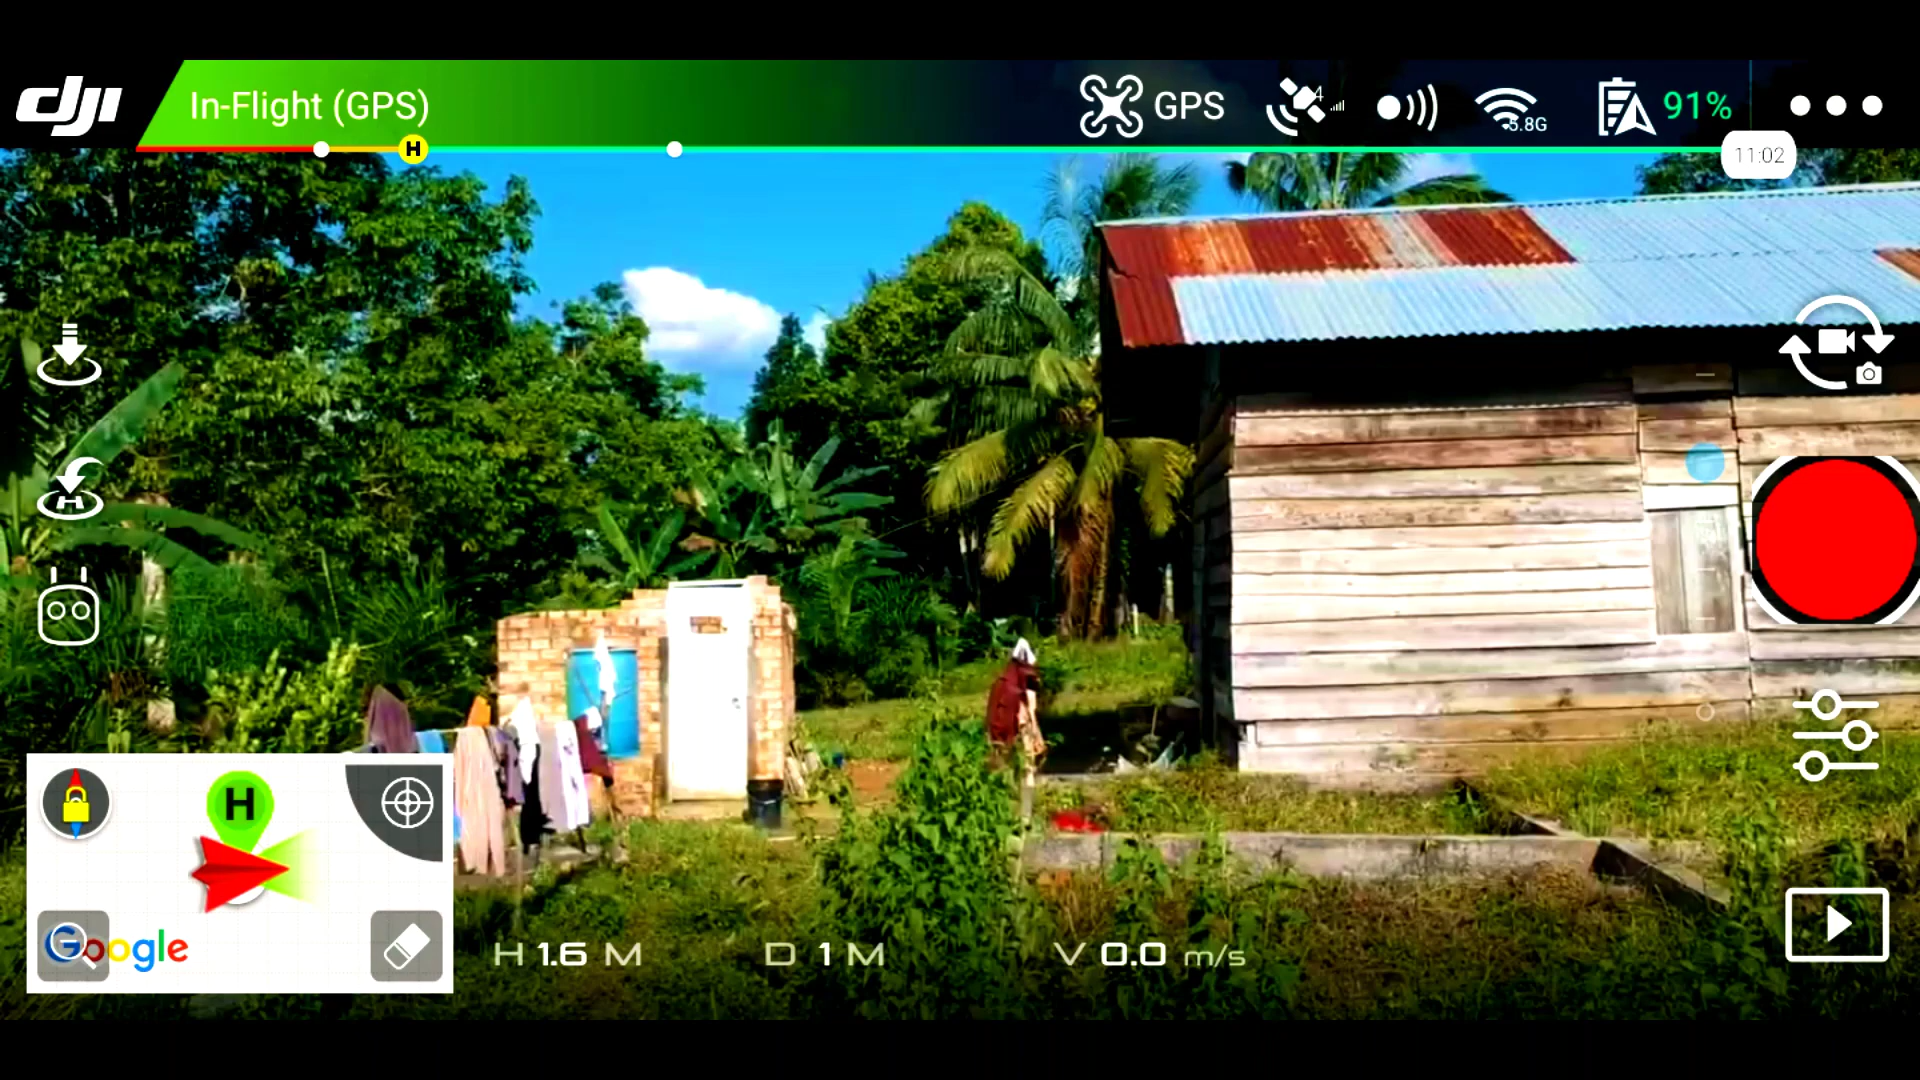 dji
In-Flight (GPS)
GPS
5.8G
91%
H
11:02
H
H
Google
H 1.6 M
D 1 M
V 0.0 m/s